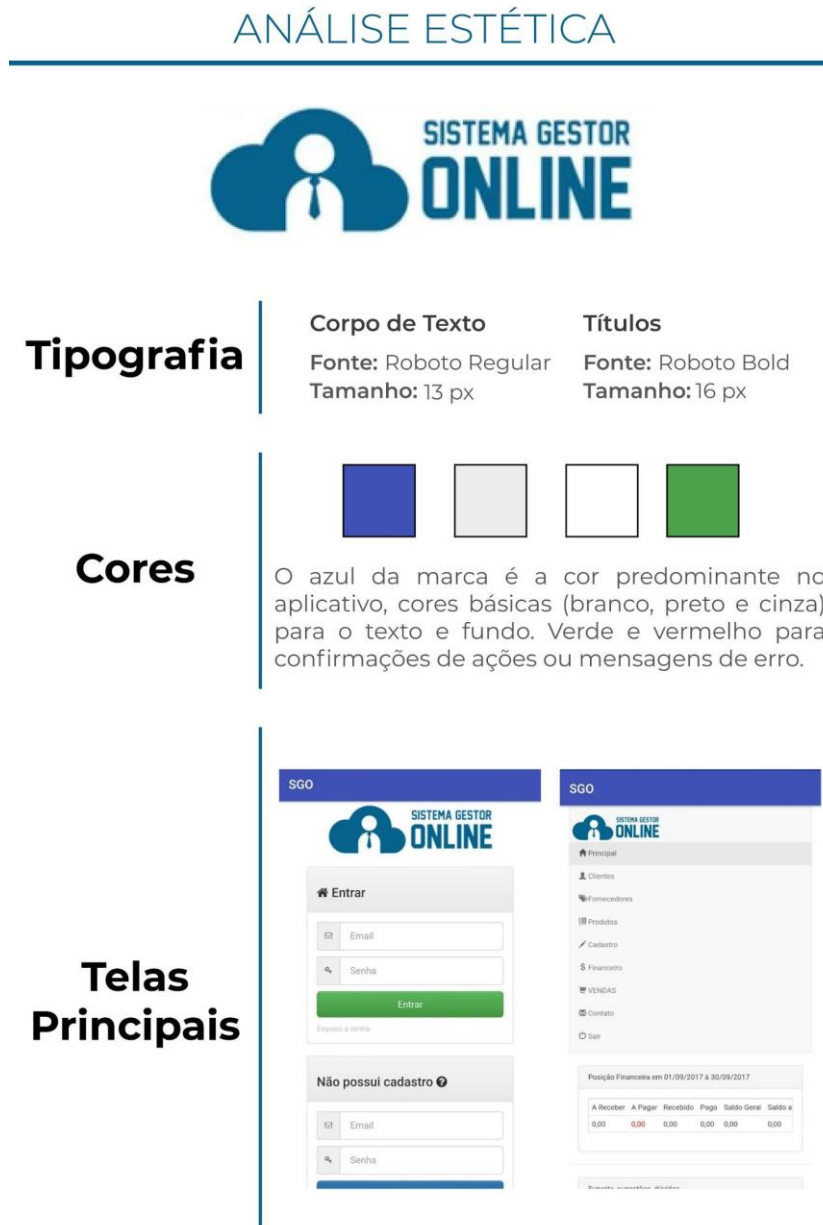 ANÁLISE ESTÉTICA
SISTEMA GESTOR
ONLINE
Tipografia
Corpo de Texto
Fonte: Roboto Regular
Tamanho: 13 px
Títulos
Fonte: Roboto Bold
Tamanho: 16 px
Cores
O azul da marca é a cor predominante no
aplicativo, cores básicas (branco, preto e cinza)
para o texto e fundo. Verde e vermelho para
confirmações de ações ou mensagens de erro.
Telas
Principais
SGO
SISTEMA GESTOR
ONLINE
Entrar
Email
Senha
Entrar
Esqueci a senha
Não possui cadastro
Email
Senha
SGO
SISTEMA GESTOR
ONLINE
Principal
Clientes
Fornecedores
Produtos
Cadastro
Financeiro
VENDAS
Contato
Sair
Posição Financeira em 01/09/2017 à 30/09/2017
A Receber A Pagar Recebido Pago Saldo Geral Saldo a
0,00 0,00 0,00 0,00 0,00 0,00